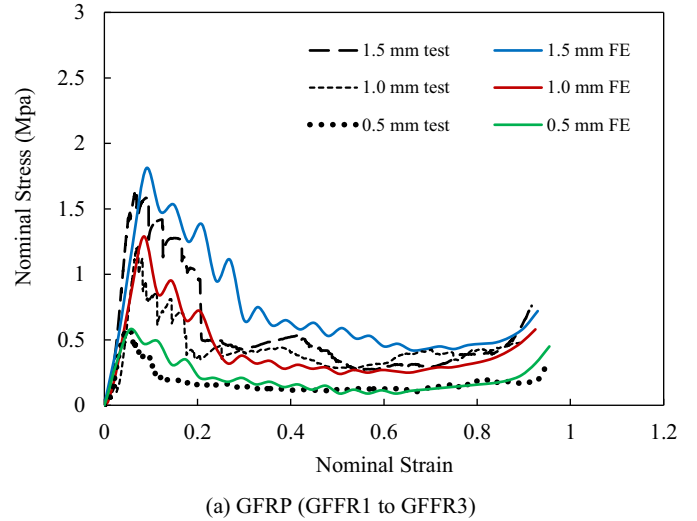 3
2.5
2
1.5
1
0.5
0
Nominal Stress (Mpa)
1.5 mm test
1.5 mm FE
1.0 mm test
1.0 mm FE
0.5 mm test
0.5 mm FE
0
0.2
0.4
0.6
0.8
1
1.2
Nominal Strain
(a) GFRP (GFFR1 to GFFR3)